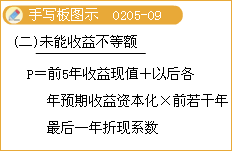 手写板图示 0205-09
(二)未能收益不等额
P=前5年收益现值+以后各
年预期收益资本化×前若干年
最后一年折现系数